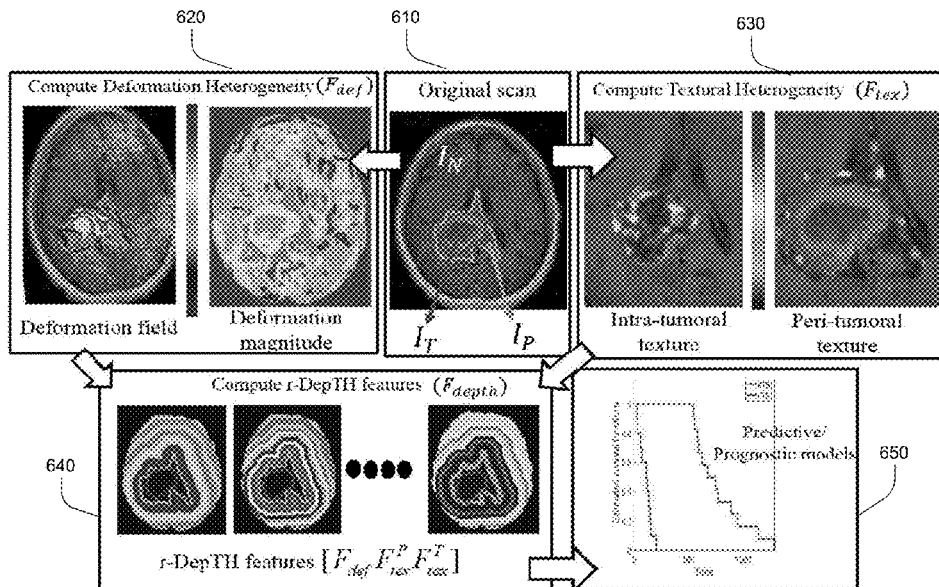 620
610
630
Compute Deformation Heterogeneity (F_def)
Original scan
Compute Textural Heterogeneity (F_tex)
I_N
Deformation field
Deformation magnitude
I_T
I_P
Intra-tumoral texture
Peri-tumoral texture
Compute r-DepTH features (F_depth)
Predictive/
Prognostic models
640
650
r-DepTH features [F_def F^P_tex F^T_tex]